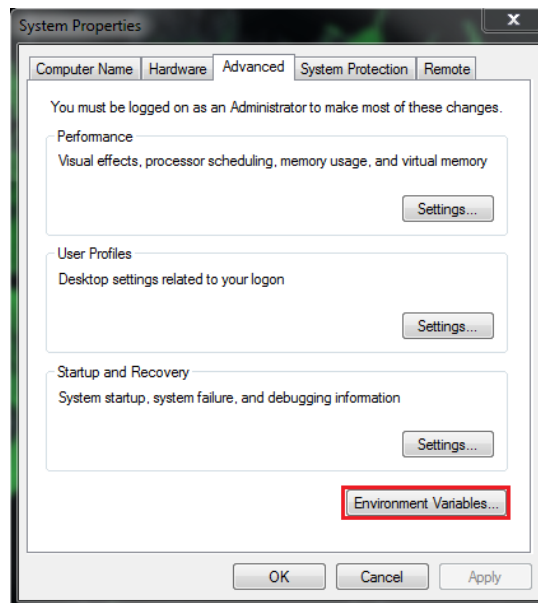 System Properties
X
Computer Name Hardware Advanced System Protection Remote
You must be logged on as an Administrator to make most of these changes.
Performance
Visual effects, processor scheduling, memory usage, and virtual memory
Settings...
User Profiles
Desktop settings related to your logon
Settings...
Startup and Recovery
System startup, system failure, and debugging information
Settings...
Environment Variables...
OK Cancel Apply